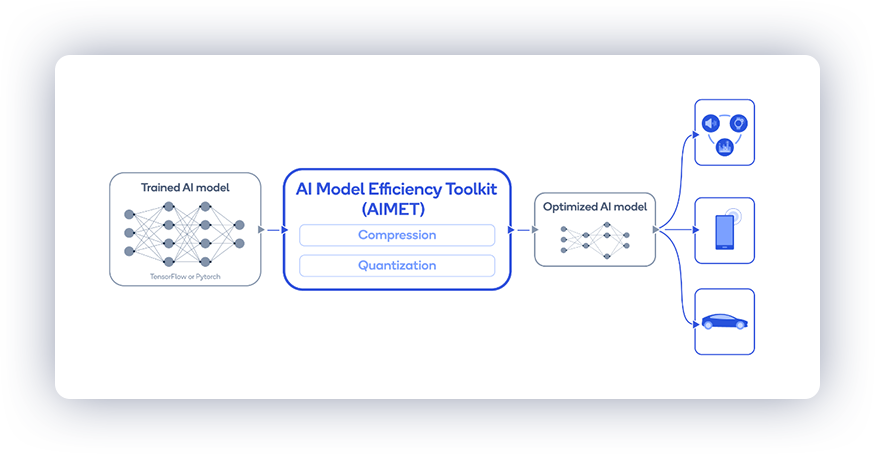 Trained AI model
TensorFlow or Pytorch
AI Model Efficiency Toolkit
(AIMET)
Compression
Quantization
Optimized AI model